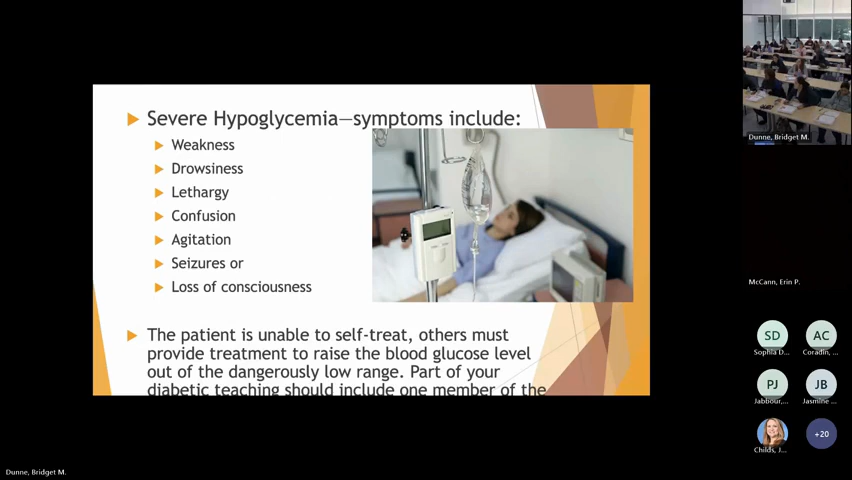 Severe Hypoglycemia—symptoms include:
Weakness
Drowsiness
Lethargy
Confusion
Agitation
Seizures or
Loss of consciousness
The patient is unable to self-treat, others must
provide treatment to raise the blood glucose level
out of the dangerously low range. Part of your
diabetic teaching should include one member of the
Dunne, Bridget M.
McCann, Erin P.
SD
AC
Sophia D...
Coradin, ...
PJ
JB
Jabbour,...
Jasmine ...
+20
Childs, J...
Dunne, Bridget M.